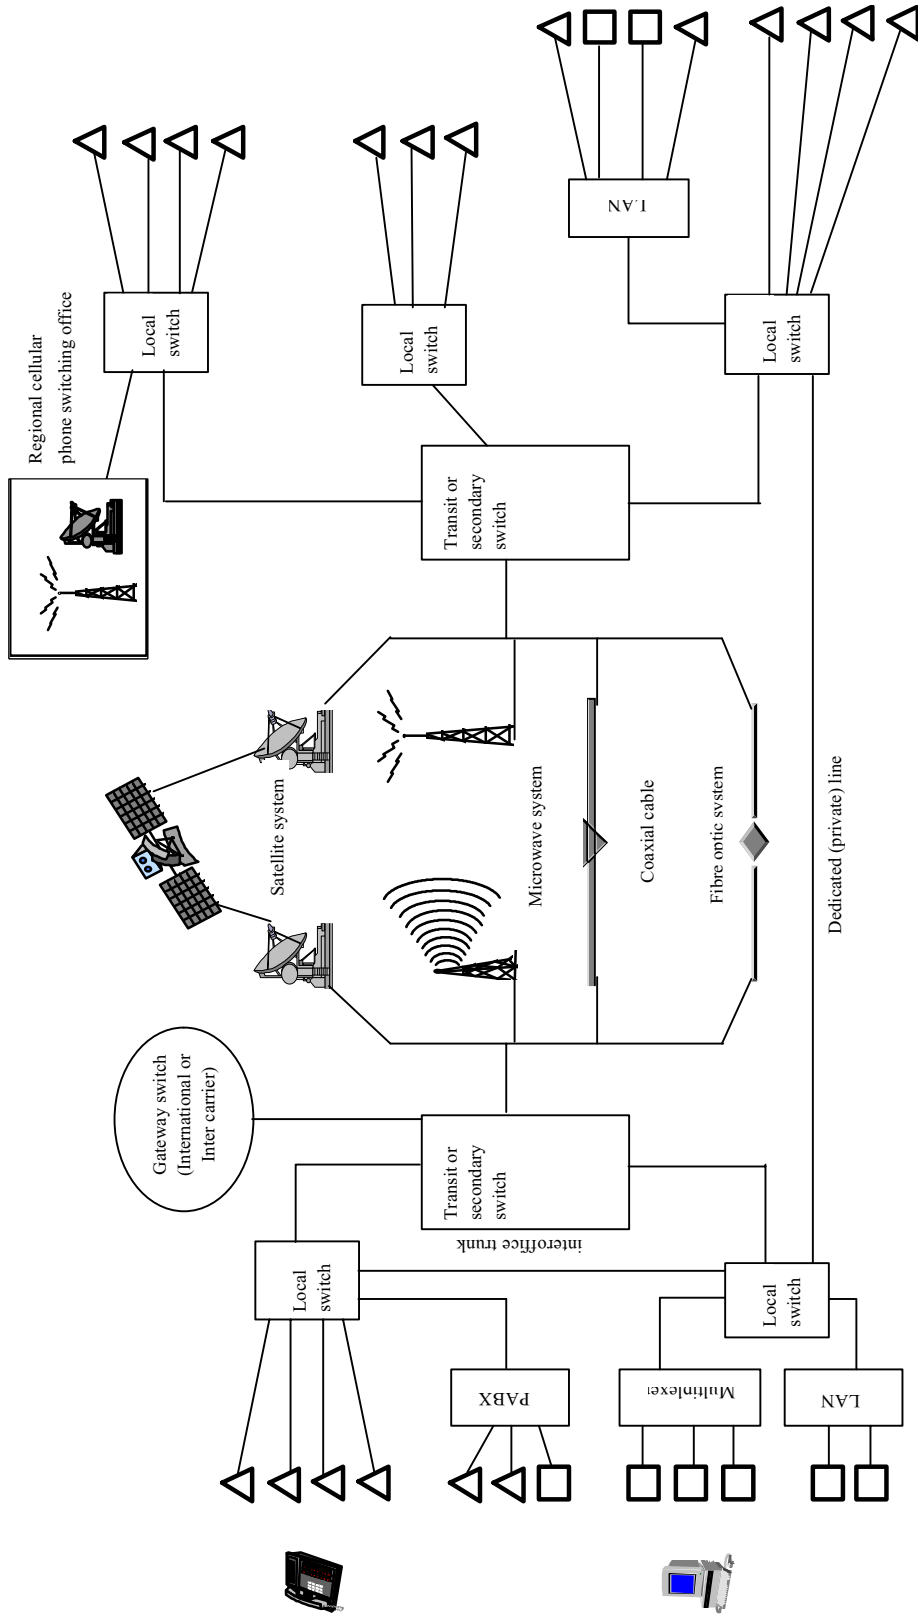 Regional cellular
phone switching office
Local
switch
Local
switch
LAN
Local
switch
Transit or
secondary
switch
Satellite system
Microwave system
Coaxial cable
Fibre optic system
Dedicated (private) line
Gateway switch
(International or
Inter carrier)
Transit or
secondary
switch
interoffice trunk
Local
switch
Local
switch
PABX
Multiplexer
LAN